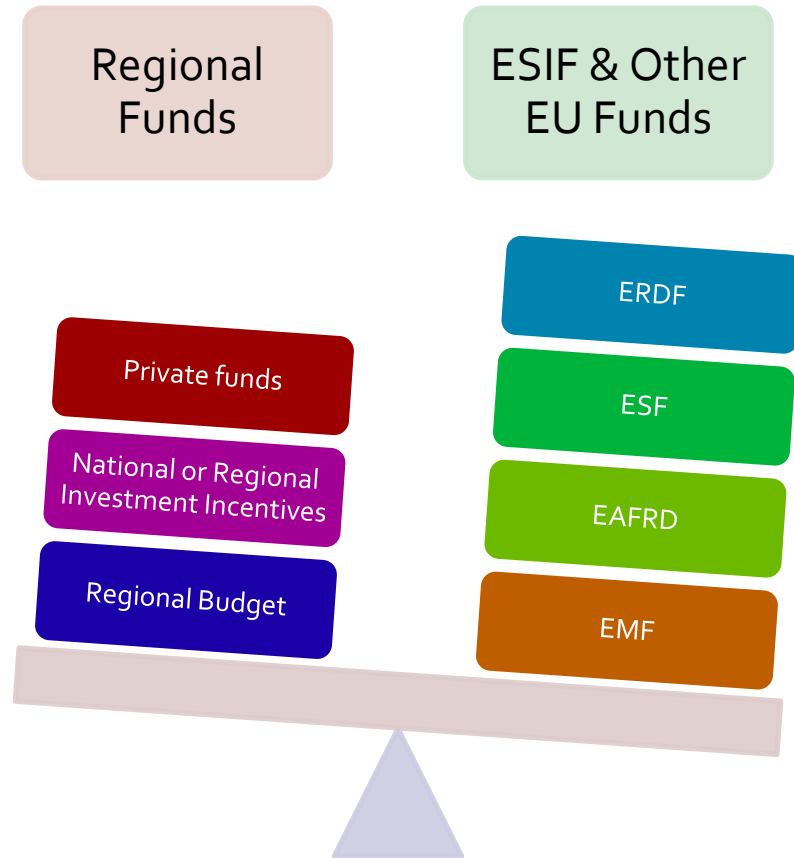 Regional
Funds
ESIF & Other
EU Funds
Private funds
National or Regional
Investment Incentives
Regional Budget
ERDF
ESF
EAFRD
EMF